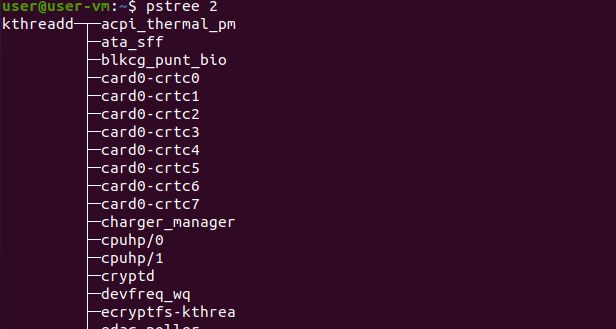 user@user-vm:~$ pstree 2
kthreadd─┬─acpi_thermal_pm
├─ata_sff
├─blkcg_punt_bio
├─card0-crtc0
├─card0-crtc1
├─card0-crtc2
├─card0-crtc3
├─card0-crtc4
├─card0-crtc5
├─card0-crtc6
├─card0-crtc7
├─charger_manager
├─cpuhp/0
├─cpuhp/1
├─cryptd
├─devfreq_wq
├─ecryptfs-kthrea